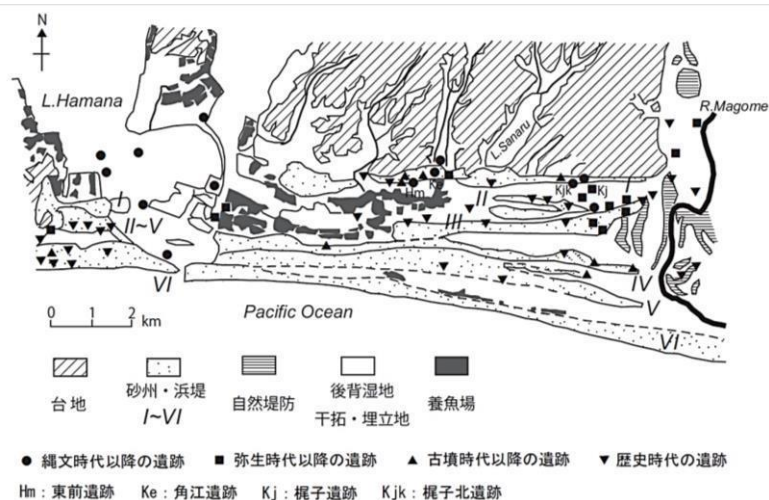 N
L.Hamana
R.Magome
L.Sanaru
Ke
Hm
Kjk
Kj
I
I
II
II~V
III
IV
VI
V
VI
Pacific Ocean
0 1 2 km
台地
砂州・浜堤
I~VI
自然堤防
後背湿地
干拓・埋立地
養魚場
● 縄文時代以降の遺跡 ■ 弥生時代以降の遺跡 ▲ 古墳時代以降の遺跡 ▼ 歴史時代の遺跡
Hm：東前遺跡 Ke：角江遺跡 Kj：梶子遺跡 Kjk：梶子北遺跡